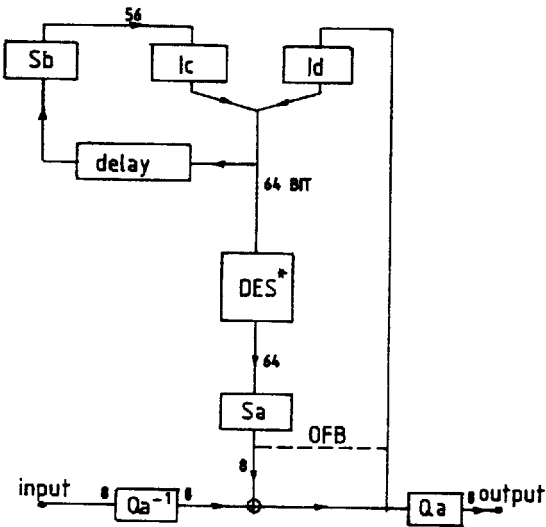 56
Sb
Ic
Id
delay
64 BIT
DES*
64
Sa
OFB
8
input
8
Qa-1
8
Qa
8
output